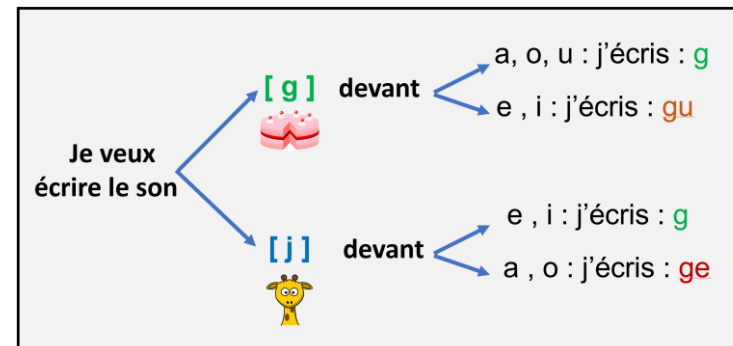 Je veux
écrire le son
[ g ] devant
a, o, u : j'écris : g
e , i : j'écris : gu
[ j ] devant
e , i : j'écris : g
a , o : j'écris : ge